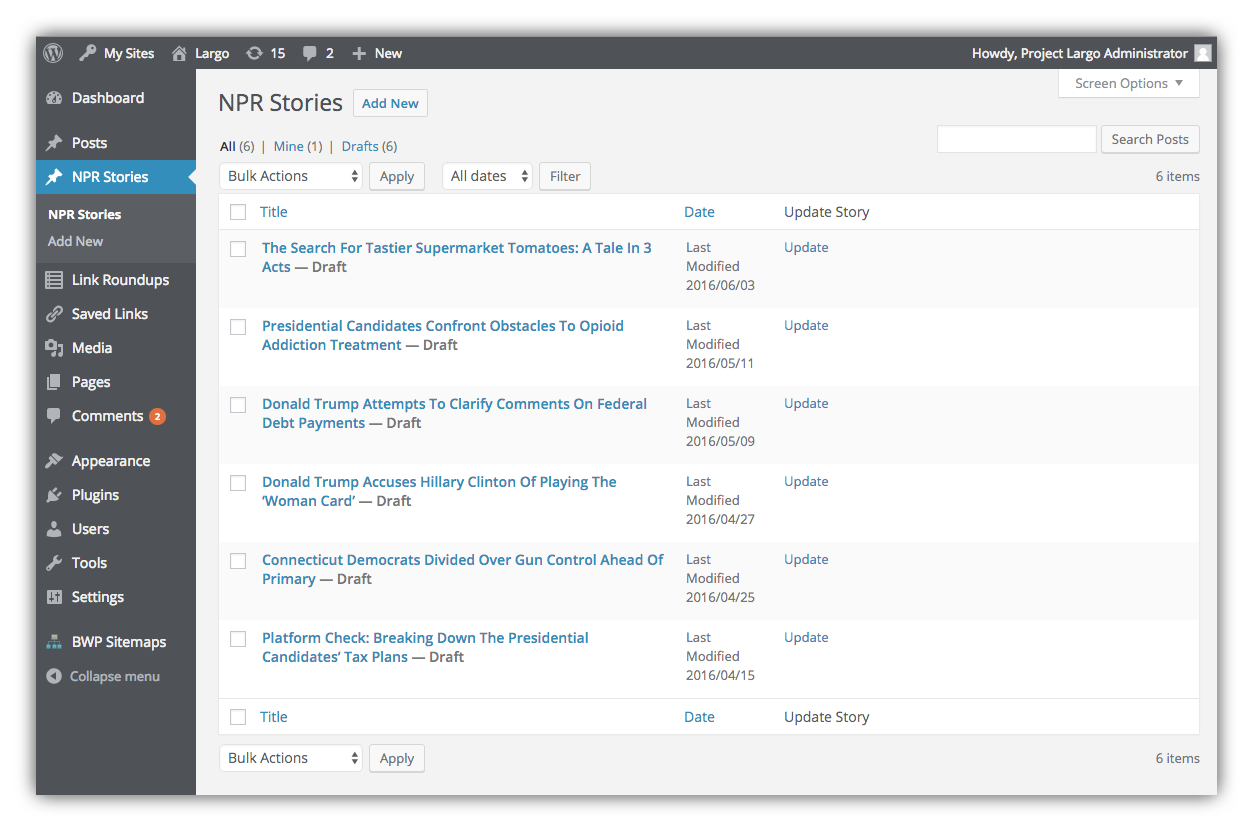 My Sites Largo 15 2 New Howdy, Project Largo Administrator
Screen Options
Dashboard
Posts
NPR Stories
NPR Stories
Add New
Link Roundups
Saved Links
Media
Pages
Comments 2
Appearance
Plugins
Users
Tools
Settings
BWP Sitemaps
Collapse menu
NPR Stories Add New
All (6) | Mine (1) | Drafts (6)
Search Posts
Bulk Actions Apply All dates Filter 6 items
Title Date Update Story
The Search For Tastier Supermarket Tomatoes: A Tale In 3
Acts — Draft
Last
Modified
2016/06/03
Update
Presidential Candidates Confront Obstacles To Opioid
Addiction Treatment — Draft
Last
Modified
2016/05/11
Update
Donald Trump Attempts To Clarify Comments On Federal
Debt Payments — Draft
Last
Modified
2016/05/09
Update
Donald Trump Accuses Hillary Clinton Of Playing The
‘Woman Card’ — Draft
Last
Modified
2016/04/27
Update
Connecticut Democrats Divided Over Gun Control Ahead Of
Primary — Draft
Last
Modified
2016/04/25
Update
Platform Check: Breaking Down The Presidential
Candidates’ Tax Plans — Draft
Last
Modified
2016/04/15
Update
Title Date Update Story
Bulk Actions Apply 6 items